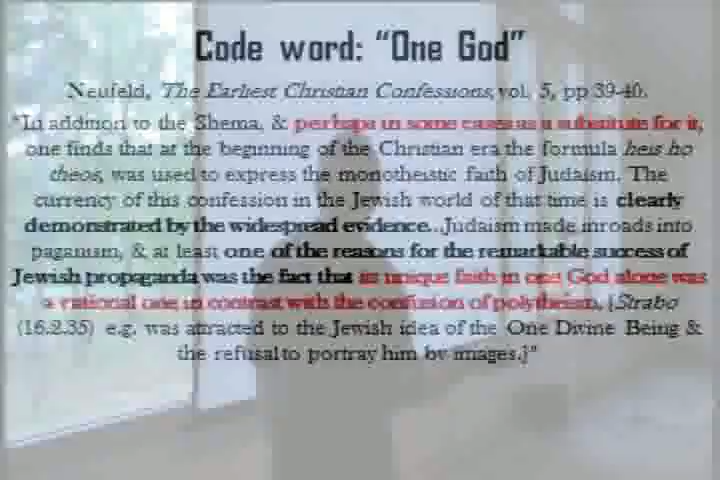 Code word: “One God”
Neufeld, The Earliest Christian Confessions, vol. 5, pp 39-40.
“In addition to the Shema, & perhaps in some cases as a substitute for it,
one finds that at the beginning of the Christian era the formula heis ho
theos, was used to express the monotheistic faith of Judaism. The
currency of this confession in the Jewish world of that time is clearly
demonstrated by the widespread evidence...Judaism made inroads into
paganism, & at least one of the reasons for the remarkable success of
Jewish propaganda was the fact that its unique faith in one God alone was
a rational one in contrast with the confusion of polytheism. [Strabo
(16.2.35) e.g. was attracted to the Jewish idea of the One Divine Being &
the refusal to portray him by images.]”